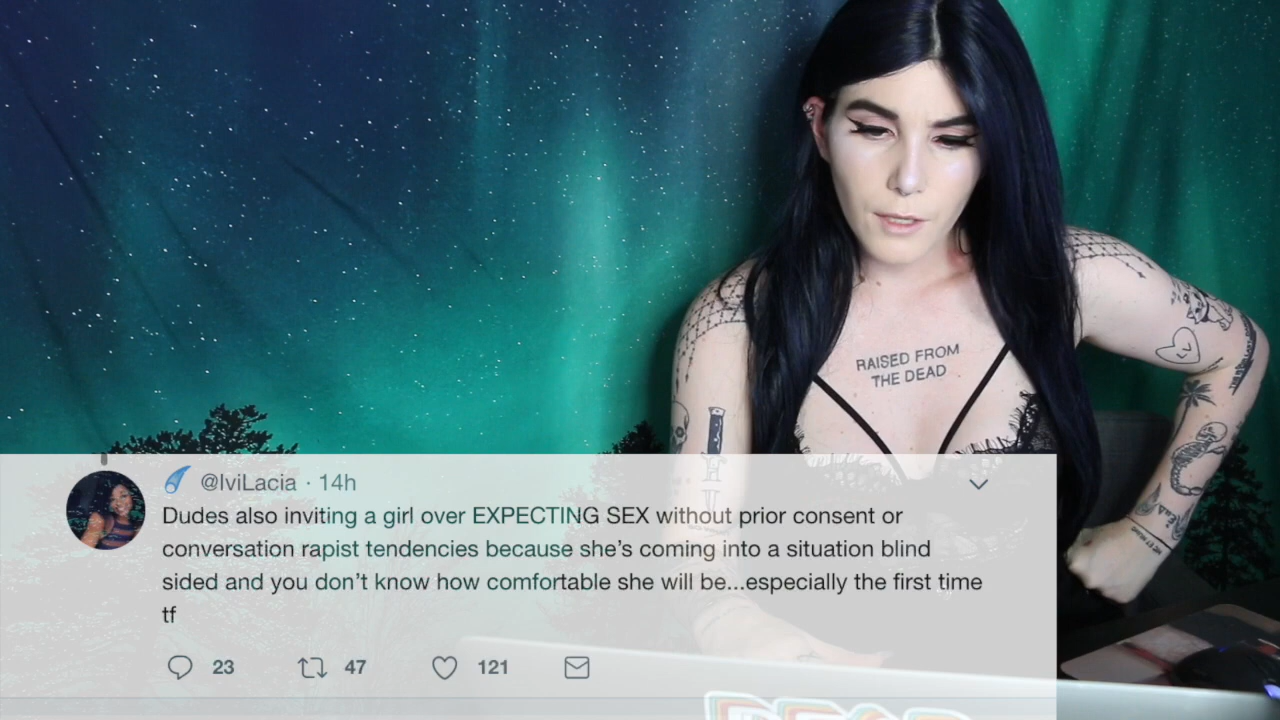 RAISED FROM
THE DEAD
@IviLacia · 14h
Dudes also inviting a girl over EXPECTING SEX without prior consent or
conversation rapist tendencies because she's coming into a situation blind
sided and you don't know how comfortable she will be...especially the first time
tf
23 47 121
DEAD